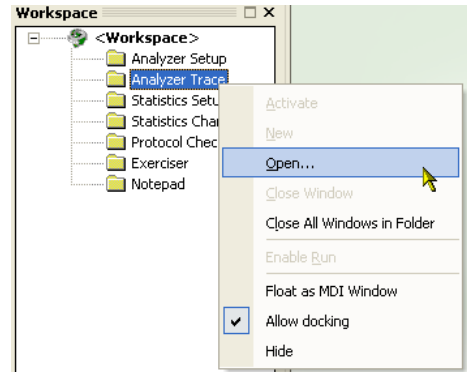 Workspace
<Workspace>
Analyzer Setup
Analyzer Trace
Statistics Setu
Statistics Char
Protocol Chec
Exerciser
Notepad
Activate
New
Open...
Close Window
Close All Windows in Folder
Enable Run
Float as MDI Window
Allow docking
Hide